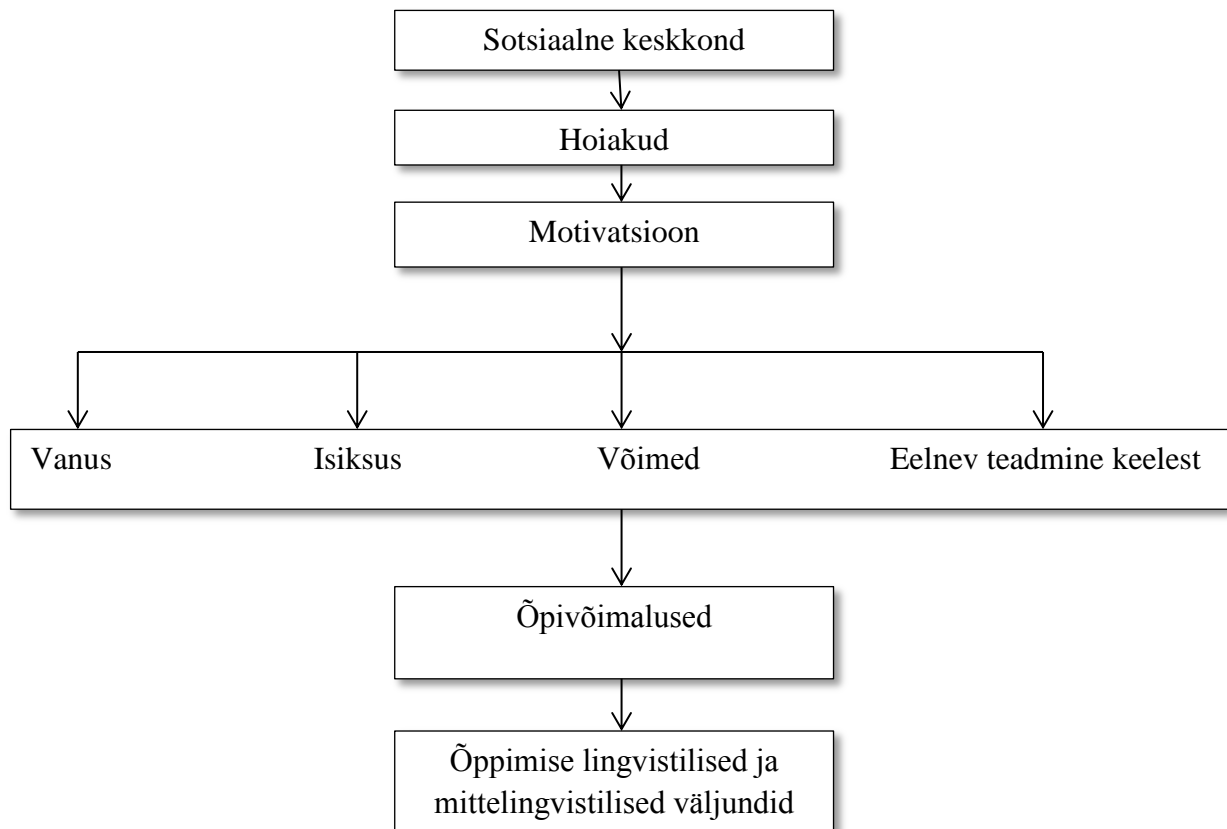 Sotsiaalne keskkond
Hoiakud
Motivatsioon
Vanus Isiksus Võimed Eelnev teadmine keelest
Õpivõimalused
Õppimise lingvistilised ja
mittelingvistilised väljundid